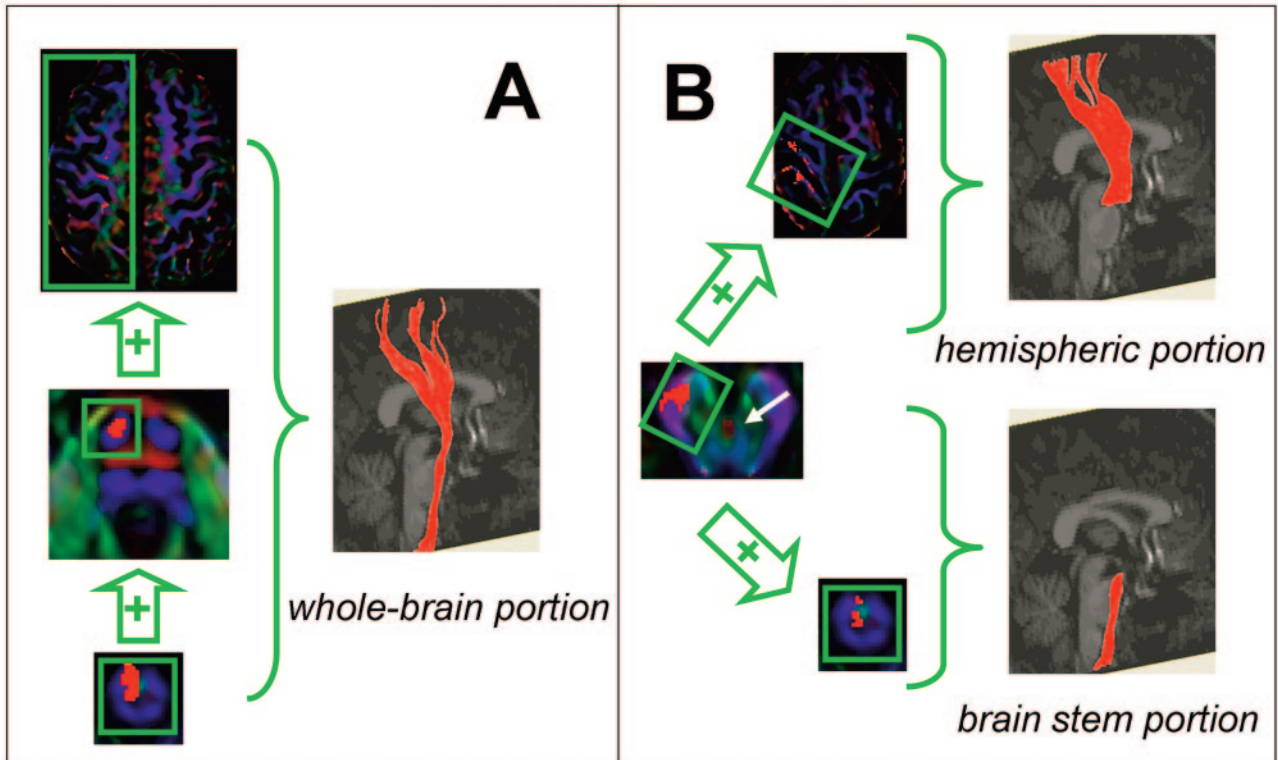 A
+
+
whole-brain portion
B
+
hemispheric portion
+
brain stem portion